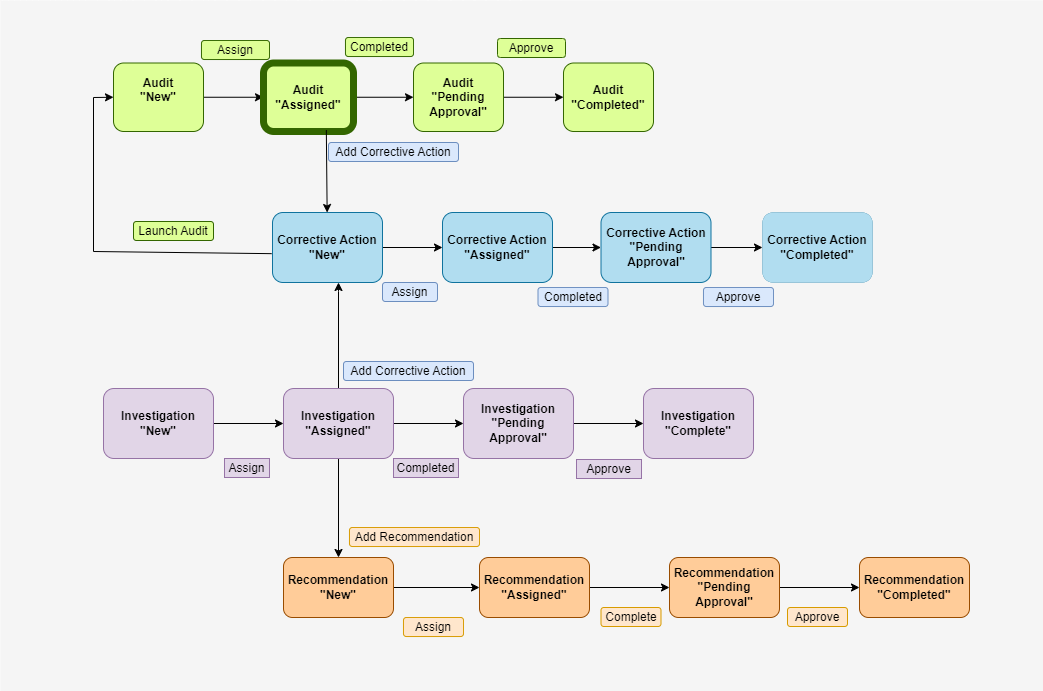 Assign
Completed
Approve
Audit
"New"
Audit
"Assigned"
Audit
"Pending
Approval"
Audit
"Completed"
Add Corrective Action
Launch Audit
Corrective Action
"New"
Corrective Action
"Assigned"
Corrective Action
"Pending
Approval"
Corrective Action
"Completed"
Assign
Completed
Approve
Add Corrective Action
Investigation
"New"
Investigation
"Assigned"
Investigation
"Pending
Approval"
Investigation
"Complete"
Assign
Completed
Approve
Add Recommendation
Recommendation
"New"
Recommendation
"Assigned"
Recommendation
"Pending
Approval"
Recommendation
"Completed"
Assign
Complete
Approve